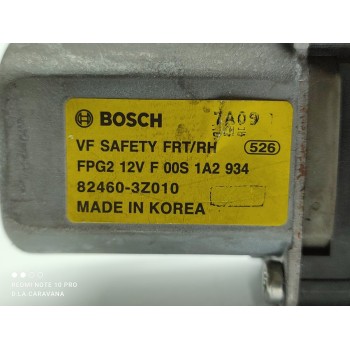 BOSCH 7A09
VF SAFETY FRT/RH 526
FPG2 12V F 00S 1A2 934
82460-3Z010
MADE IN KOREA
REDMI NOTE 10 PRO
A LA CARAVANA